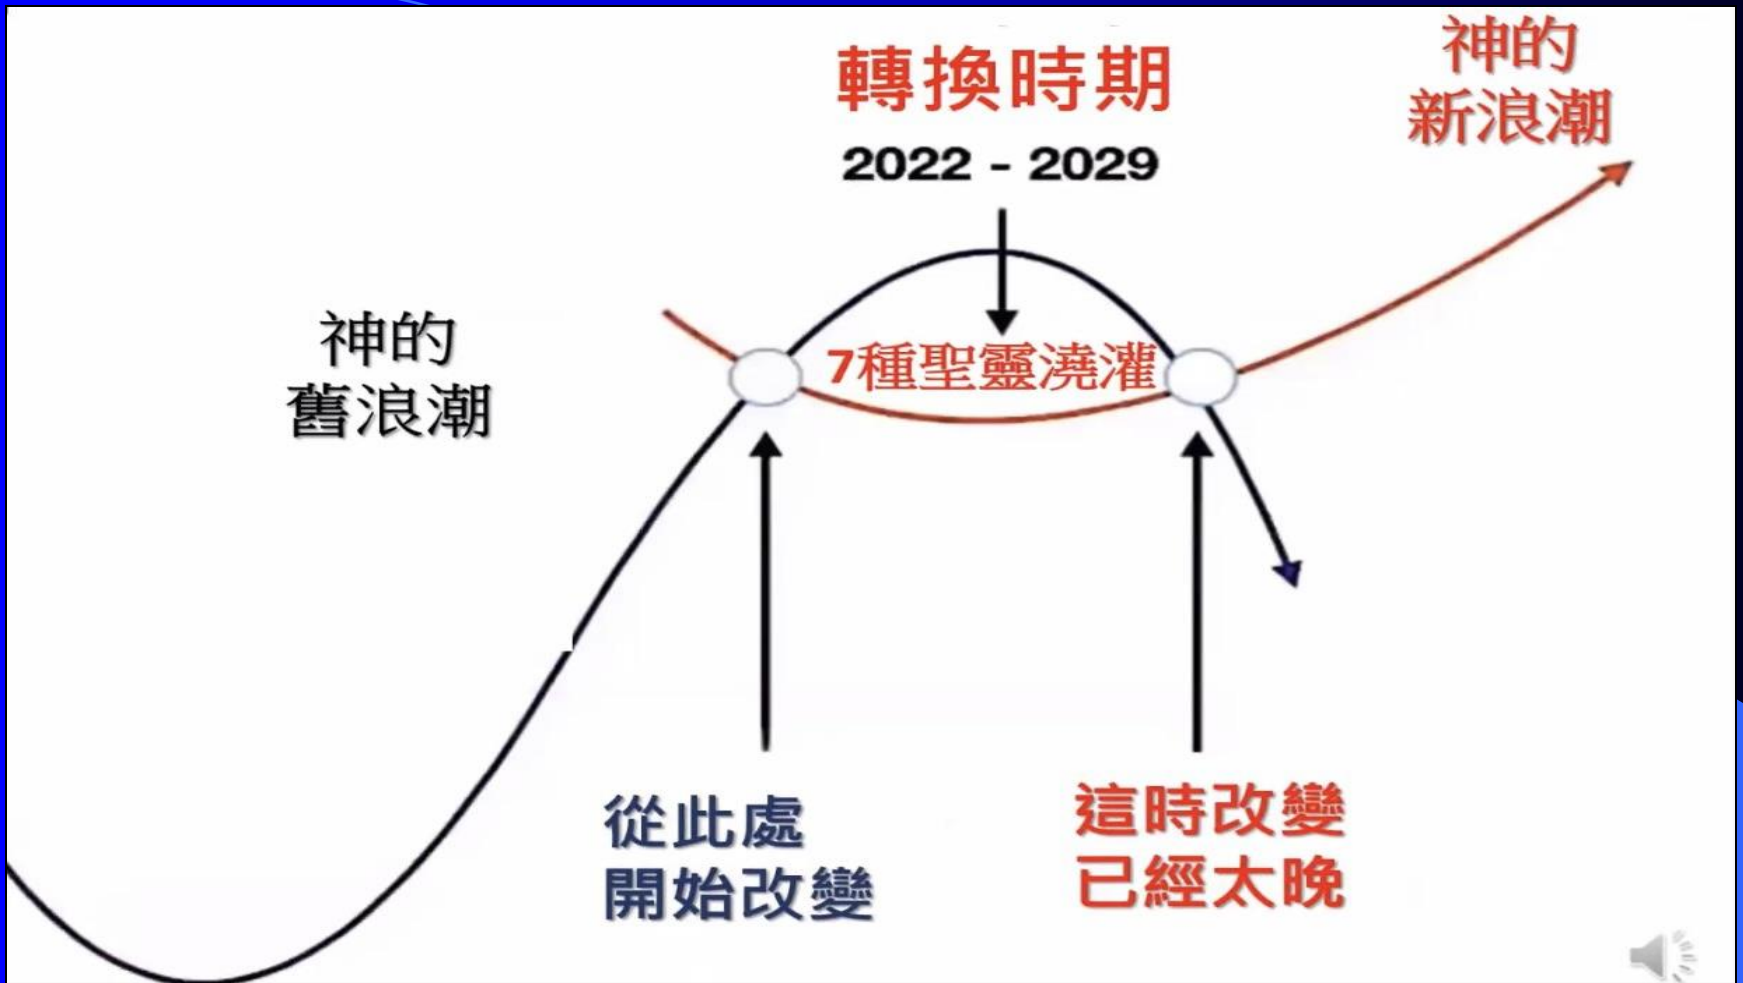 轉換時期
2022 - 2029
神的
新浪潮
神的
舊浪潮
7種聖靈澆灌
從此處
開始改變
這時改變
已經太晚